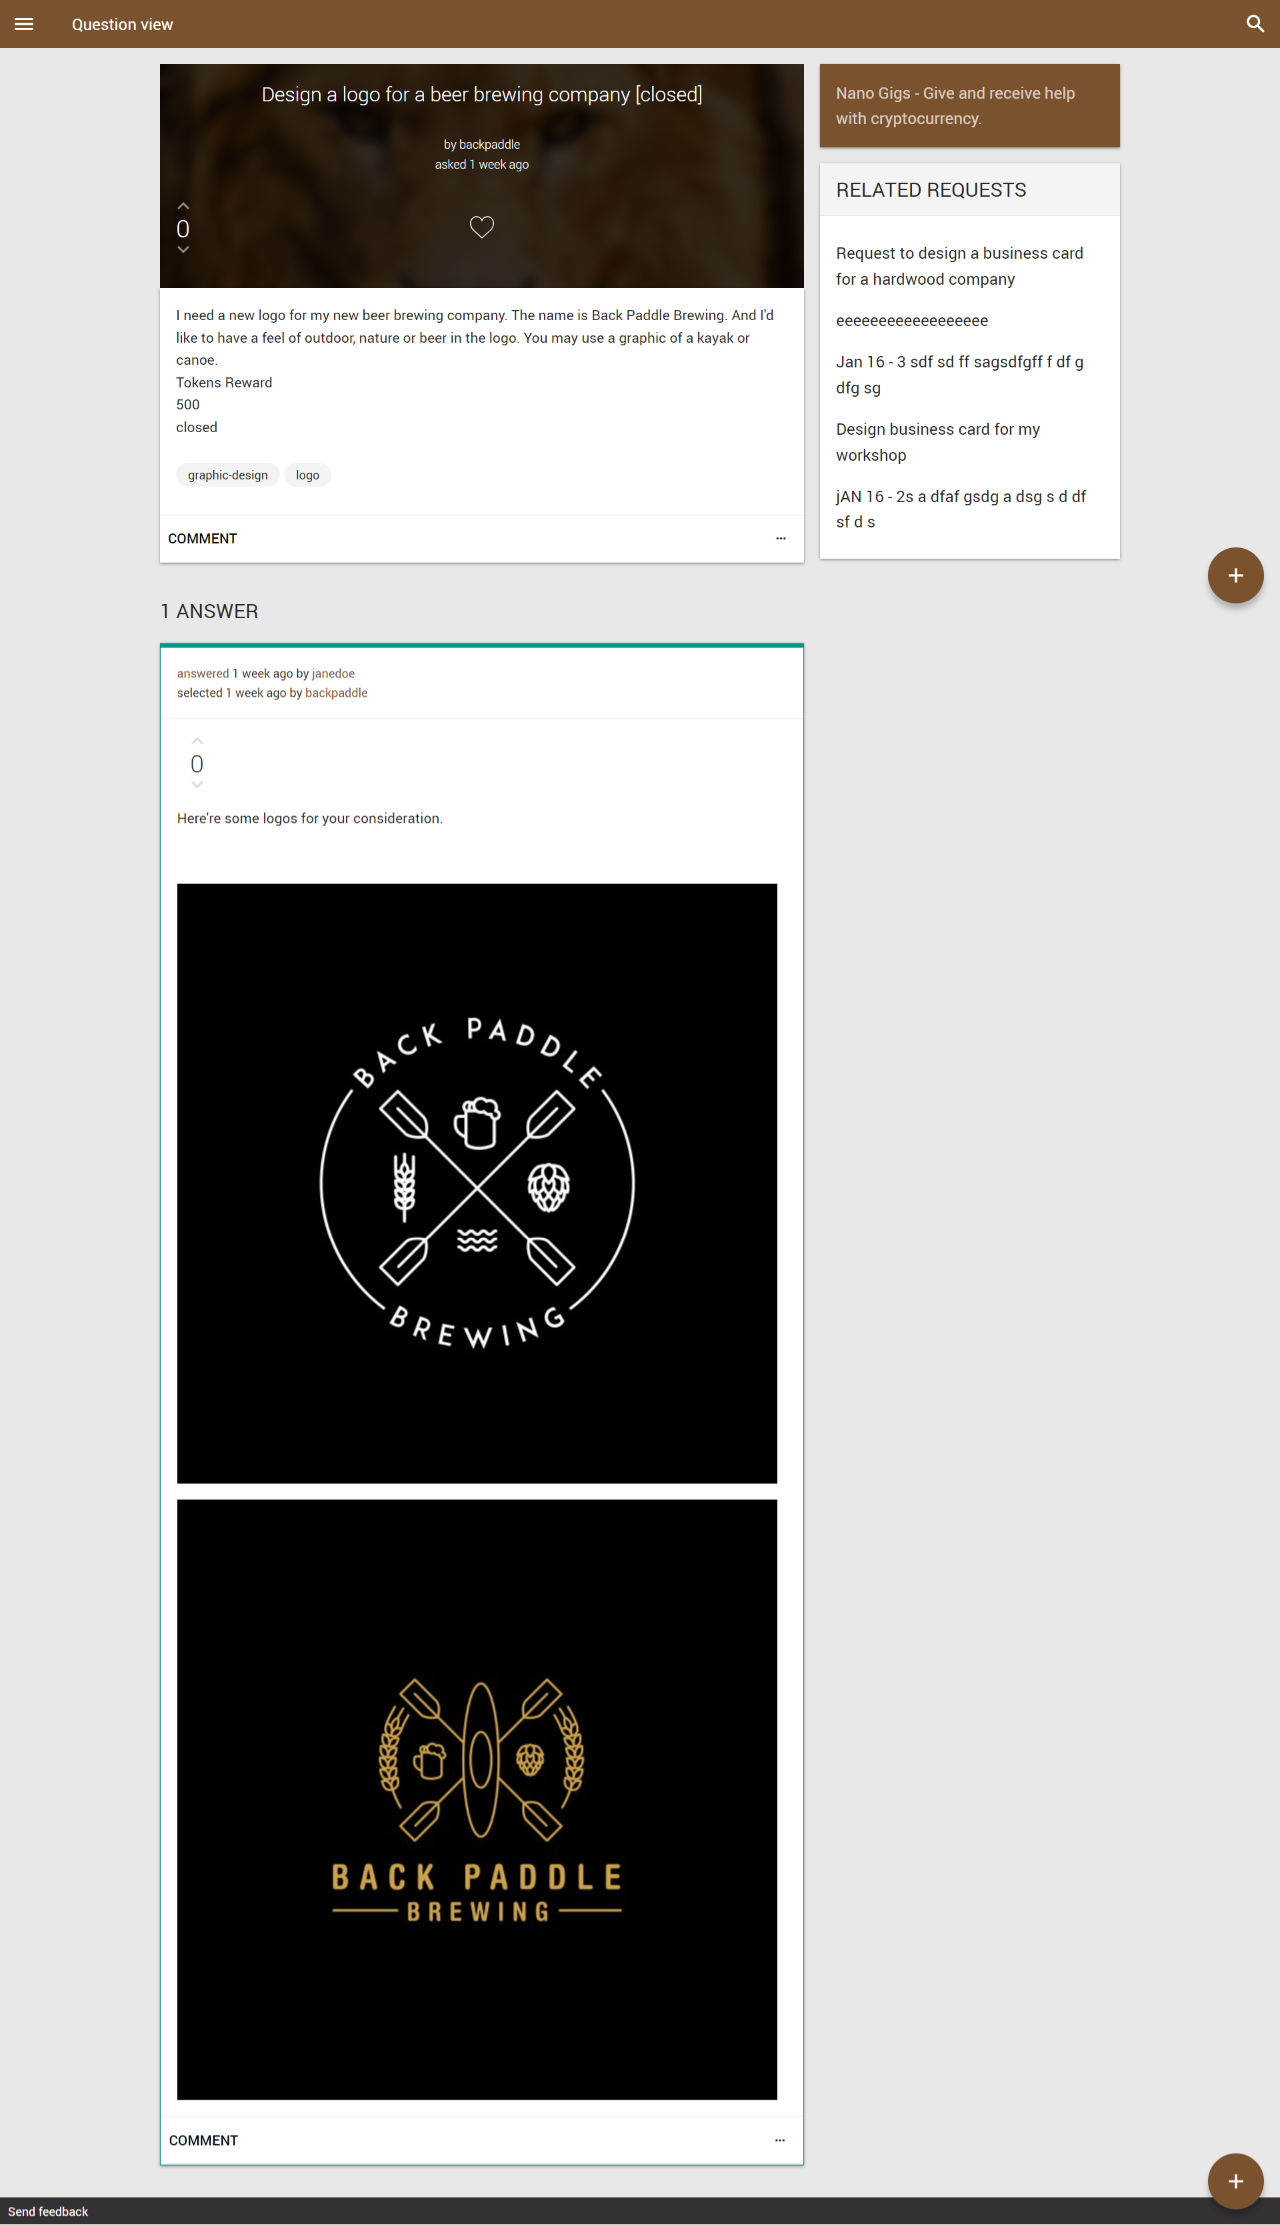 Question view
Design a logo for a beer brewing company [closed]
by backpaddle
asked 1 week ago
0
I need a new logo for my new beer brewing company. The name is Back Paddle Brewing. And I'd
like to have a feel of outdoor, nature or beer in the logo. You may use a graphic of a kayak or
canoe.
Tokens Reward
500
closed
graphic-design logo
COMMENT
Nano Gigs - Give and receive help
with cryptocurrency.
RELATED REQUESTS
Request to design a business card
for a hardwood company
eeeeeeeeeeeeeeeeee
Jan 16 - 3 sdf sd ff sagsdfgff f df g
dfg sg
Design business card for my
workshop
jAN 16 - 2s a dfaf gsdg a dsg s d df
sf d s
1 ANSWER
answered 1 week ago by janedoe
selected 1 week ago by backpaddle
0
Here're some logos for your consideration.
BACK PADDLE
BREWING
BACK PADDLE
BREWING
COMMENT
Send feedback